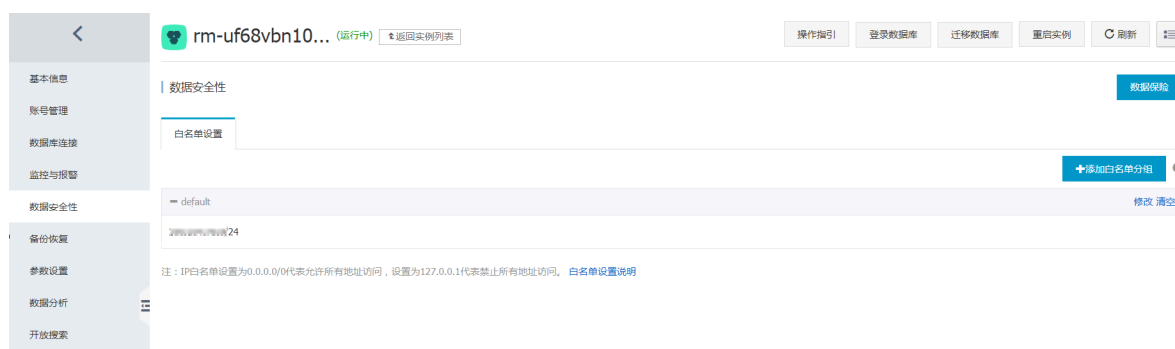 rm-uf68vbn10... (运行中) 返回实例列表 操作指引 登录数据库 迁移数据库 重启实例 刷新
基本信息
数据安全性 数据保险
账号管理
白名单设置
数据库连接
监控与报警
+添加白名单分组
数据安全性
default 修改 清空
备份恢复
/24
参数设置
注：IP白名单设置为0.0.0.0/0代表允许所有地址访问，设置为127.0.0.1代表禁止所有地址访问。 白名单设置说明
数据分析
开放搜索